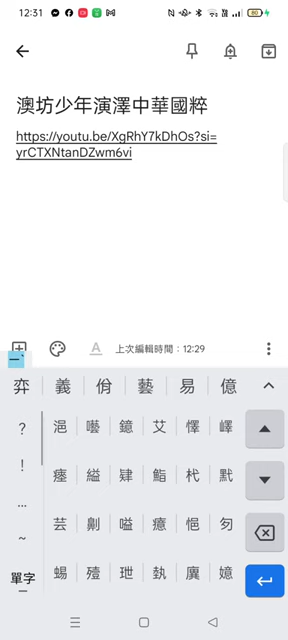 12:31
80
澳坊少年演澤中華國粹
https://youtu.be/XgRhY7kDhOs?si=
yrCTXNtanDZwm6vi
A 上次編輯時間：12:29
弈 義 佾 藝 易 億
? 浥 囈 鐿 艾 懌 嶧
! 瘞 縊 肄 鮨 杙 黓
… 芸 劓 嗌 癔 悒 匇
~ 蜴 殪 玴 埶 廙 嬑
單字